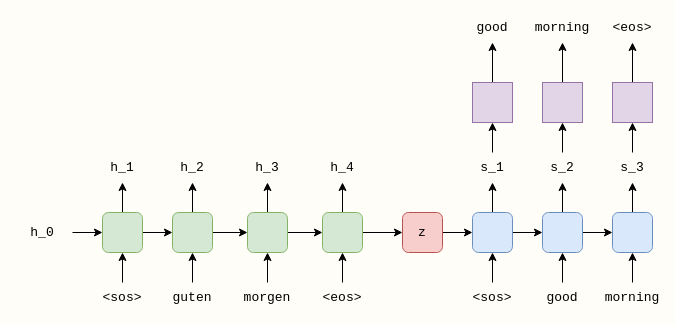 good morning <eos>
h_1 h_2 h_3 h_4 s_1 s_2 s_3
h_0 z
<sos> guten morgen <eos> <sos> good morning